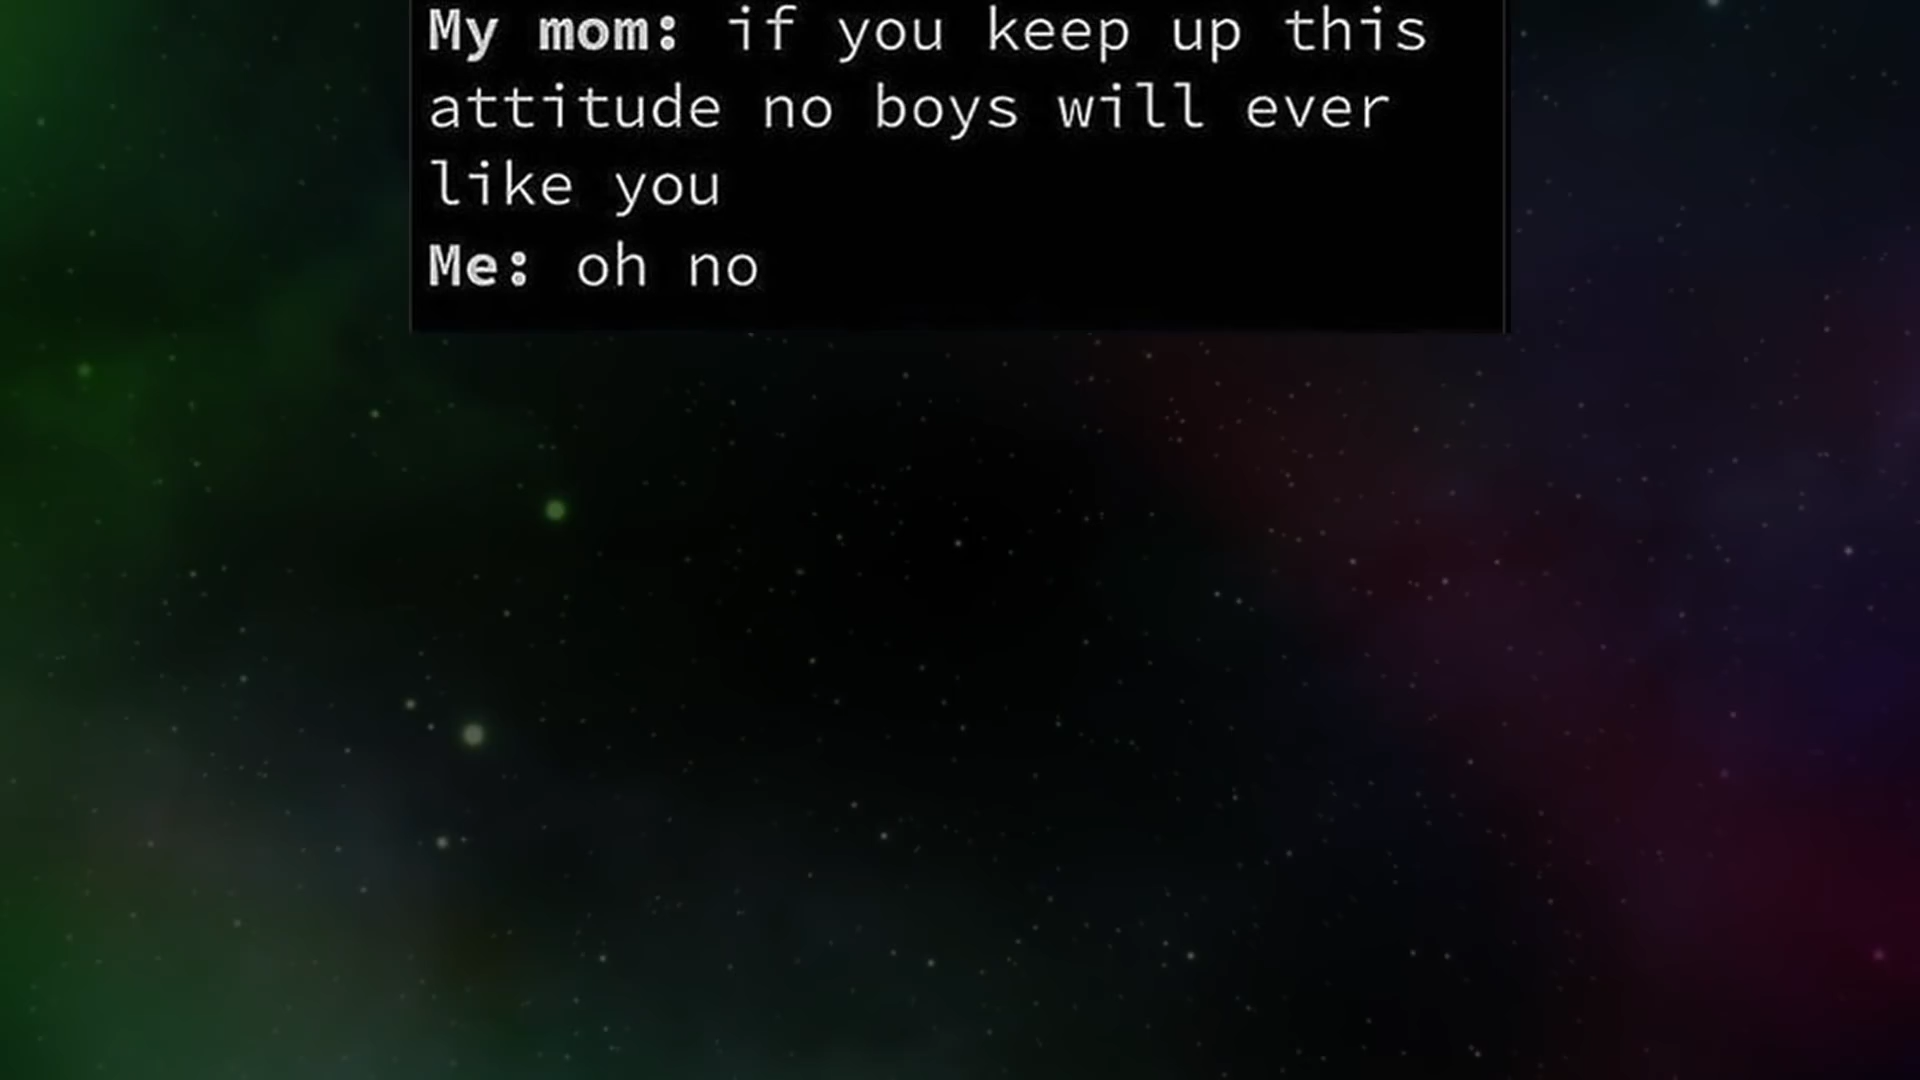 My mom: if you keep up this
attitude no boys will ever
like you
Me: oh no